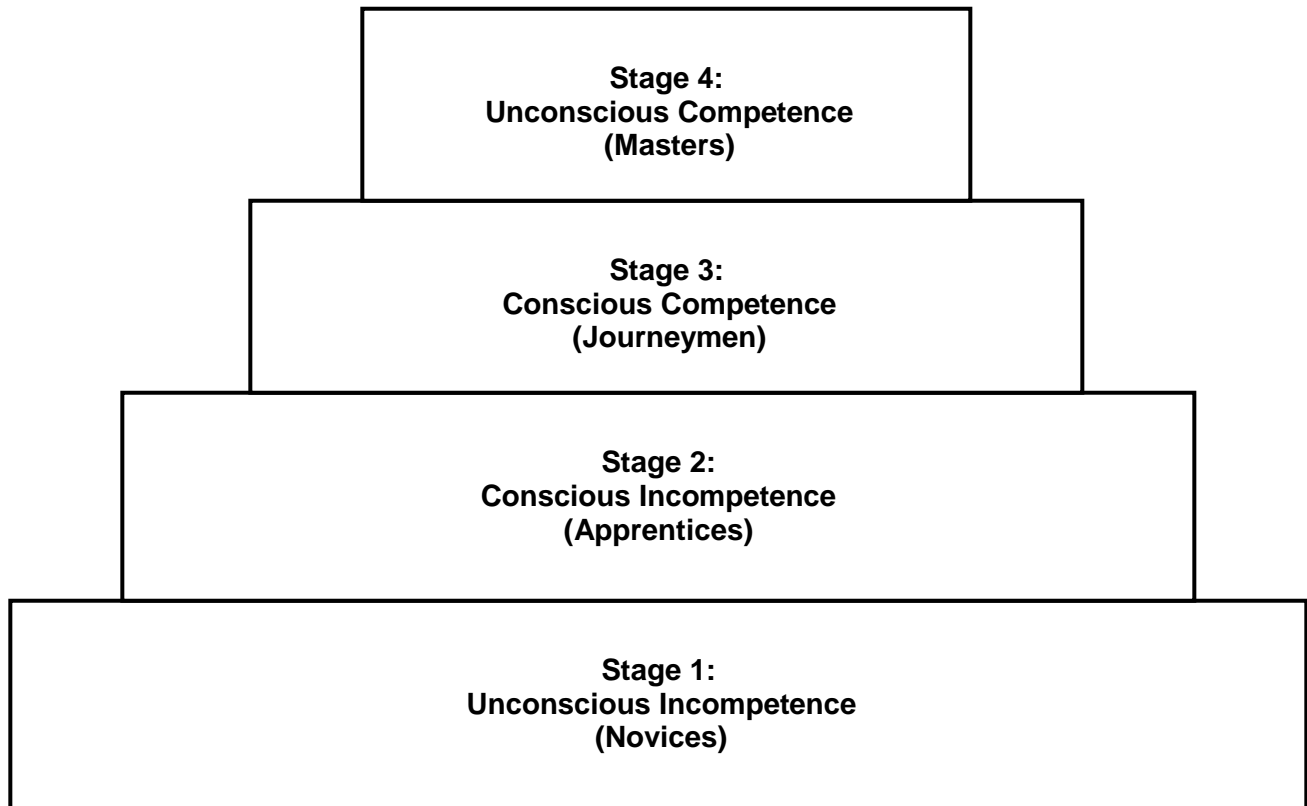 Stage 4:
Unconscious Competence
(Masters)
Stage 3:
Conscious Competence
(Journeymen)
Stage 2:
Conscious Incompetence
(Apprentices)
Stage 1:
Unconscious Incompetence
(Novices)